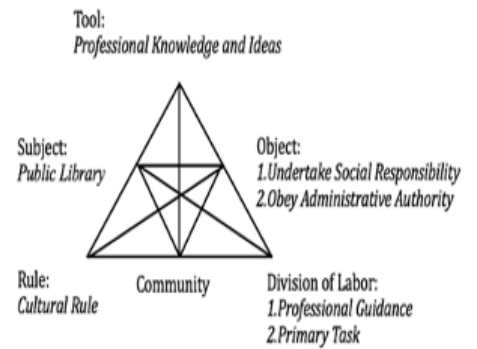 Tool:
Professional Knowledge and Ideas
Subject:
Public Library
Object:
1.Undertake Social Responsibility
2.Obey Administrative Authority
Rule:
Cultural Rule
Community
Division of Labor:
1.Professional Guidance
2.Primary Task